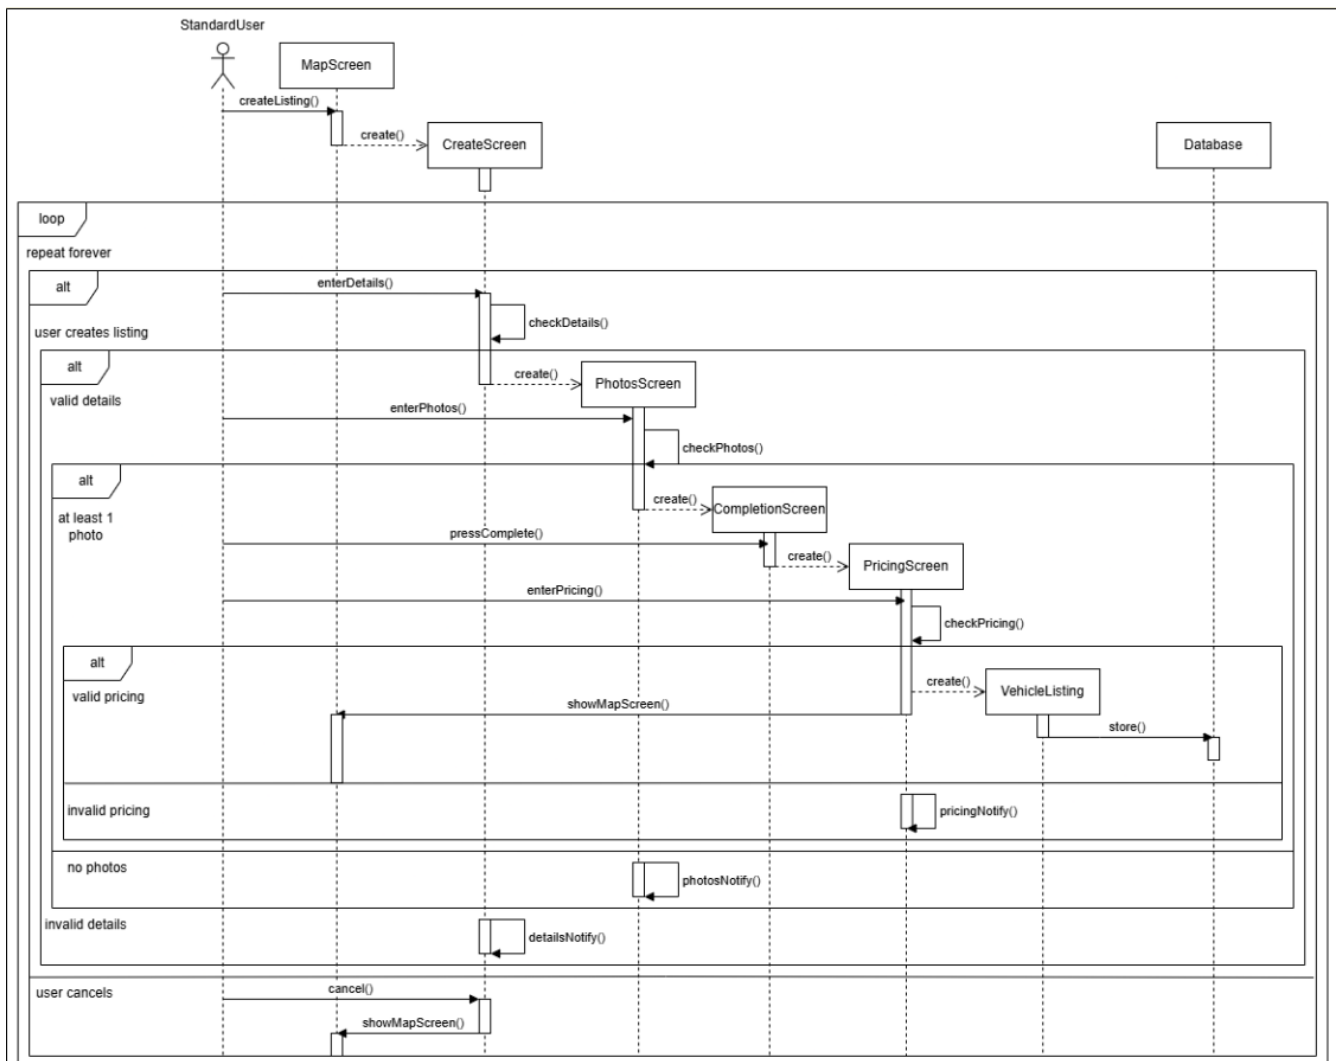 StandardUser
MapScreen
createListing()
create()
CreateScreen
Database
loop
repeat forever
alt
enterDetails()
checkDetails()
user creates listing
alt
create()
PhotosScreen
valid details
enterPhotos()
checkPhotos()
alt
create()
CompletionScreen
at least 1
photo
pressComplete()
create()
PricingScreen
enterPricing()
checkPricing()
alt
create()
VehicleListing
valid pricing
showMapScreen()
store()
invalid pricing
pricingNotify()
no photos
photosNotify()
invalid details
detailsNotify()
user cancels
cancel()
showMapScreen()